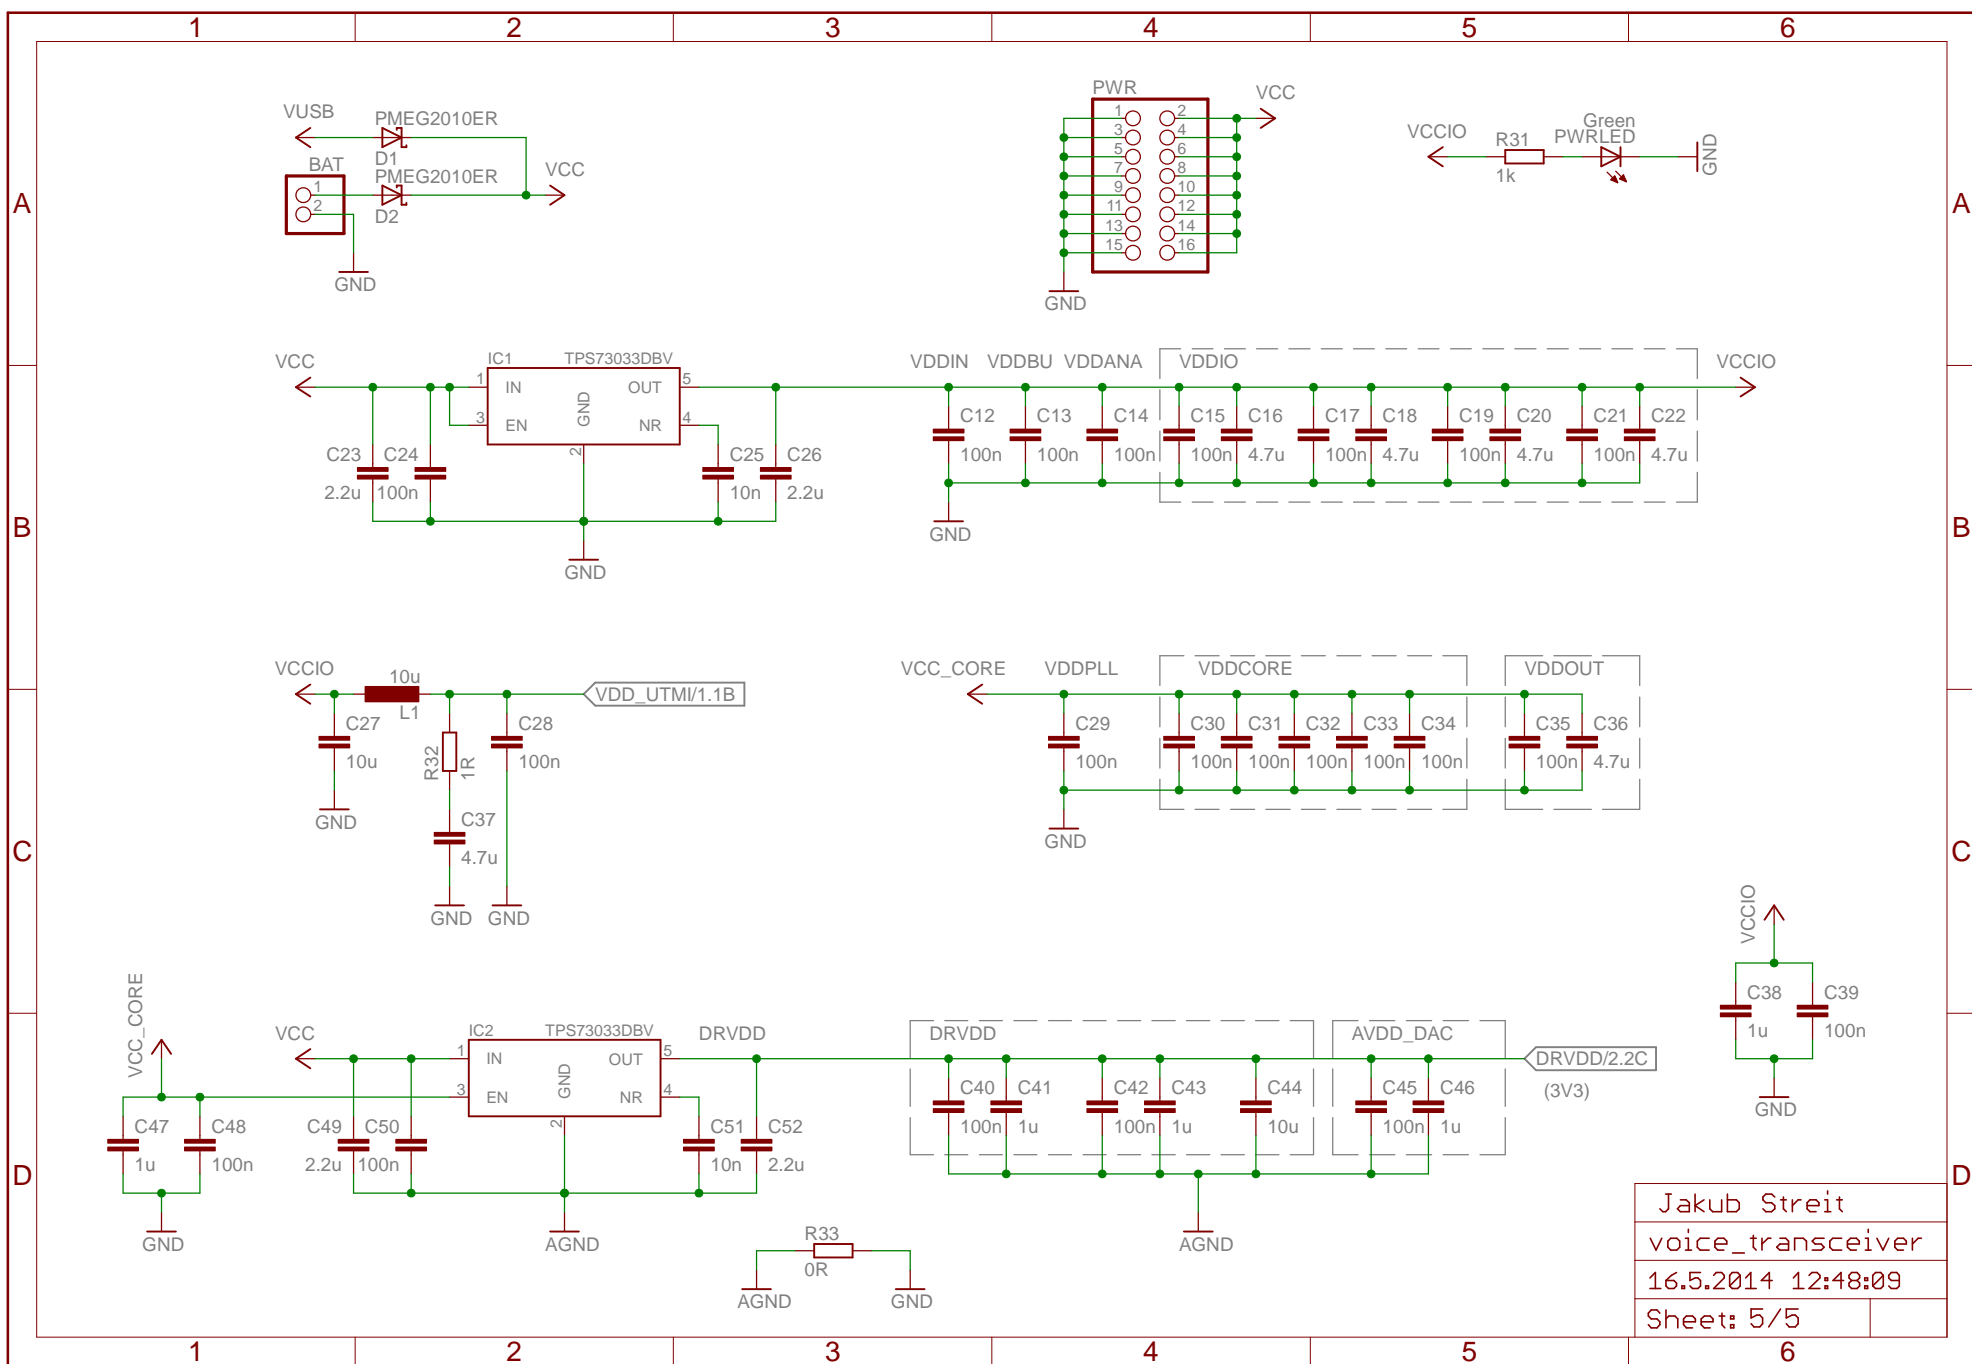 1 2 3 4 5 6
A
VUSB
PMEG2010ER
D1
BAT
PMEG2010ER
1
2
D2
VCC
GND
PWR
VCC
1 2
3 4
5 6
7 8
9 10
11 12
13 14
15 16
GND
VCCIO
R31
1k
Green
PWRLED
GND
A
B
VCC
IC1
TPS73033DBV
1 IN OUT 5
3 EN GND NR 4
2
C23
2.2u
C24
100n
C25
10n
C26
2.2u
GND
VDDIN
VDDBU
VDDANA
VDDIO
VCCIO
C12
100n
C13
100n
C14
100n
C15
100n
C16
4.7u
C17
100n
C18
4.7u
C19
100n
C20
4.7u
C21
100n
C22
4.7u
GND
B
C
VCCIO
10u
L1
VDD_UTMI/1.1B
C27
10u
R32
1R
C28
100n
C37
4.7u
GND
GND
GND
VCC_CORE
VDDPLL
VDDCORE
VDDOUT
C29
100n
C30
100n
C31
100n
C32
100n
C33
100n
C34
100n
C35
100n
C36
4.7u
GND
C
VCCIO
C38
1u
C39
100n
GND
D
VCC_CORE
C47
1u
C48
100n
GND
VCC
IC2
TPS73033DBV
1 IN OUT 5
3 EN GND NR 4
2
C49
2.2u
C50
100n
C51
10n
C52
2.2u
AGND
DRVDD
DRVDD
AVDD_DAC
DRVDD/2.2C
(3V3)
C40
100n
C41
1u
C42
100n
C43
1u
C44
10u
C45
100n
C46
1u
AGND
R33
0R
AGND
GND
D
Jakub Streit
voice_transceiver
16.5.2014 12:48:09
Sheet: 5/5
1 2 3 4 5 6